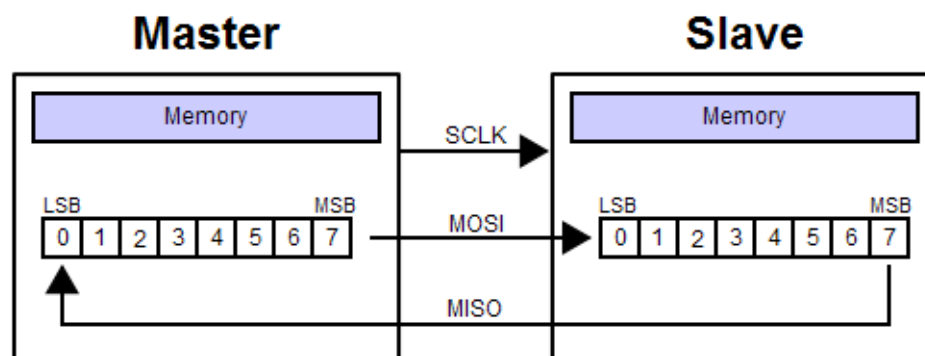 Master Slave
Memory Memory
SCLK
LSB MSB LSB MSB
0 1 2 3 4 5 6 7 MOSI 0 1 2 3 4 5 6 7
MISO